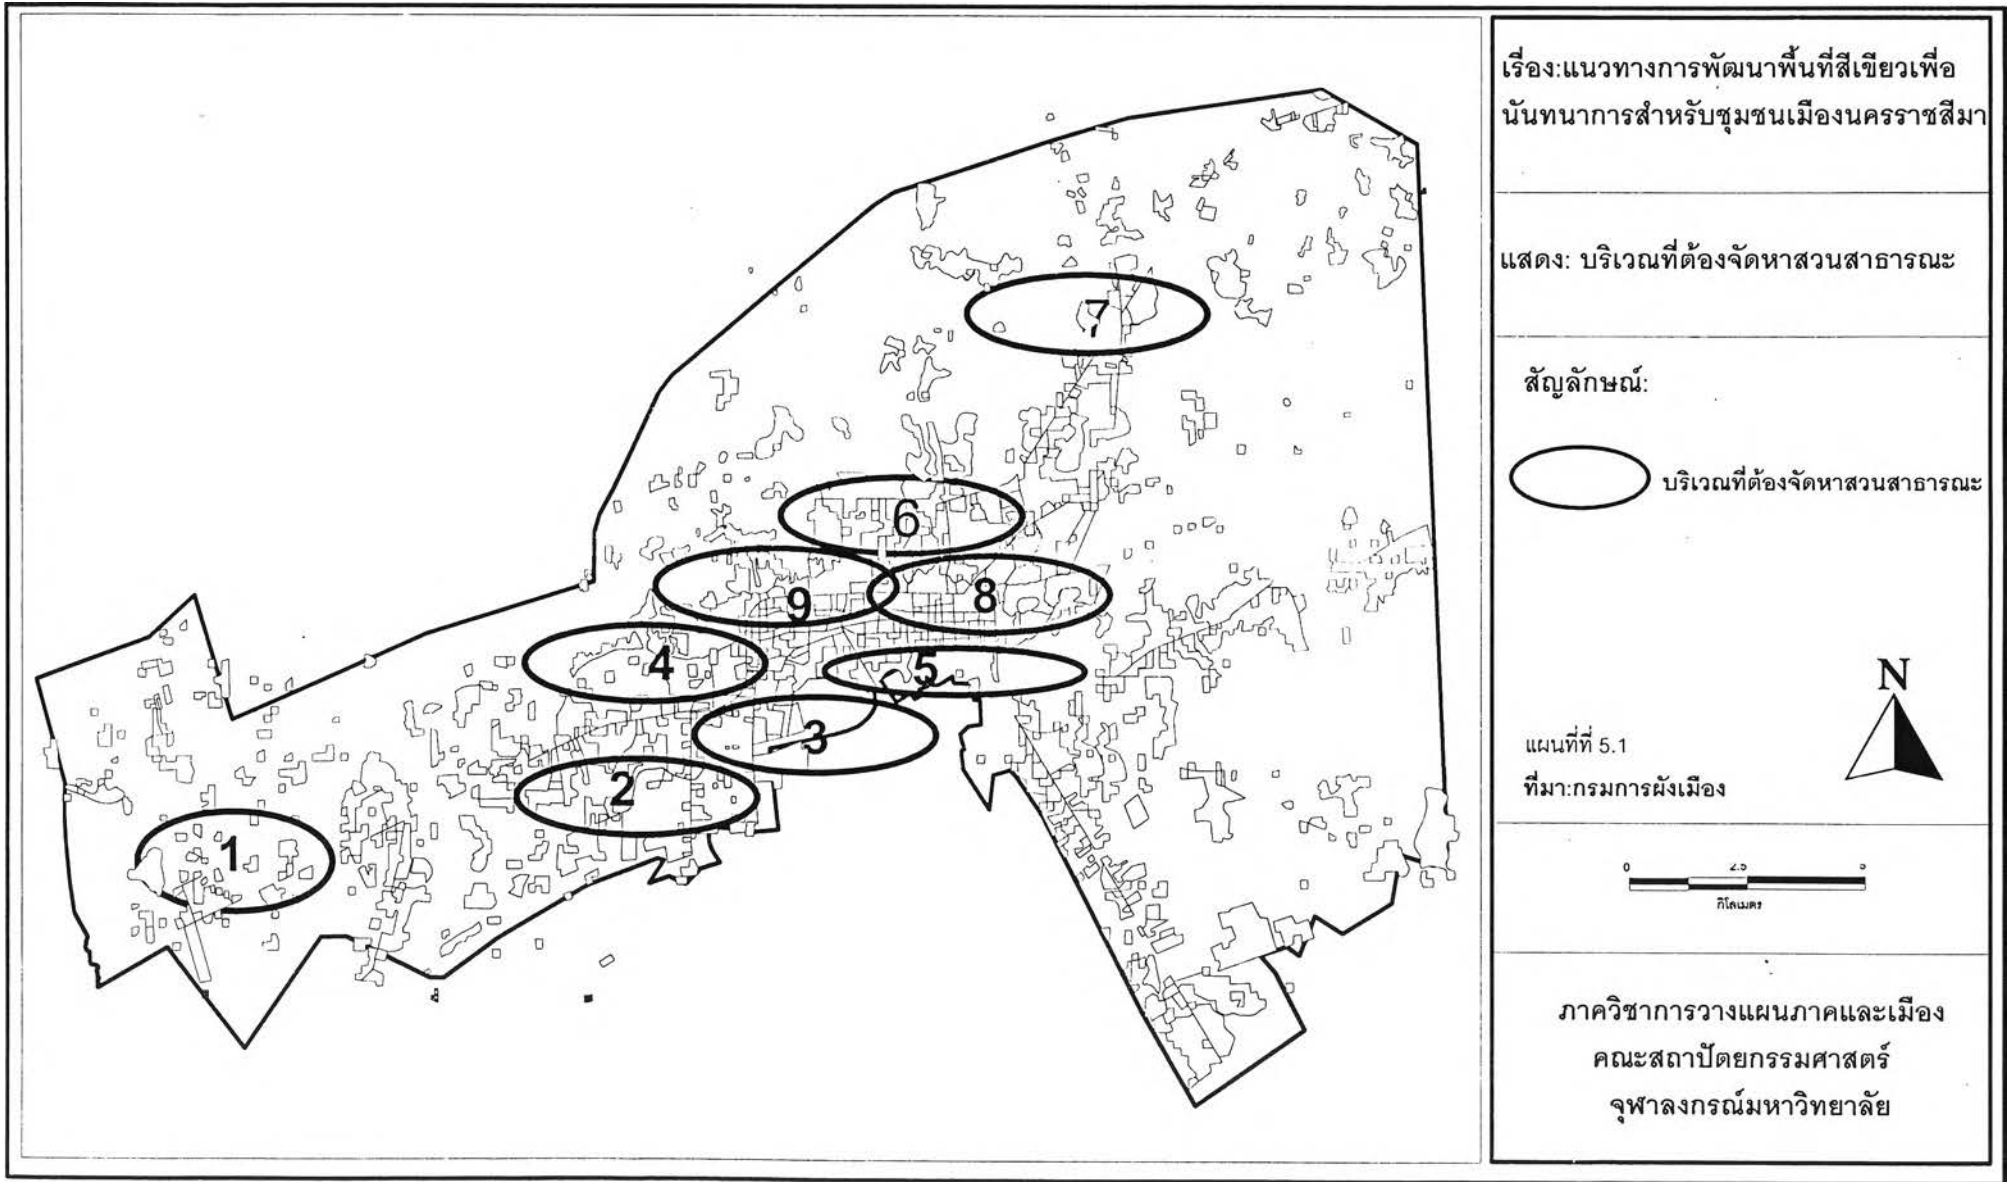 เรื่อง:แนวทางการพัฒนาพื้นที่สีเขียวเพื่อ
นันทนาการสำหรับชุมชนเมืองนครราชสีมา
แสดง: บริเวณที่ต้องจัดหาสวนสาธารณะ
สัญลักษณ์:
บริเวณที่ต้องจัดหาสวนสาธารณะ
7
6
9
8
4
5
3
2
1
N
แผนที่ที่ 5.1
ที่มา:กรมการผังเมือง
0 2.5 5
กิโลเมตร
ภาควิชาการวางแผนภาคและเมือง
คณะสถาปัตยกรรมศาสตร์
จุฬาลงกรณ์มหาวิทยาลัย